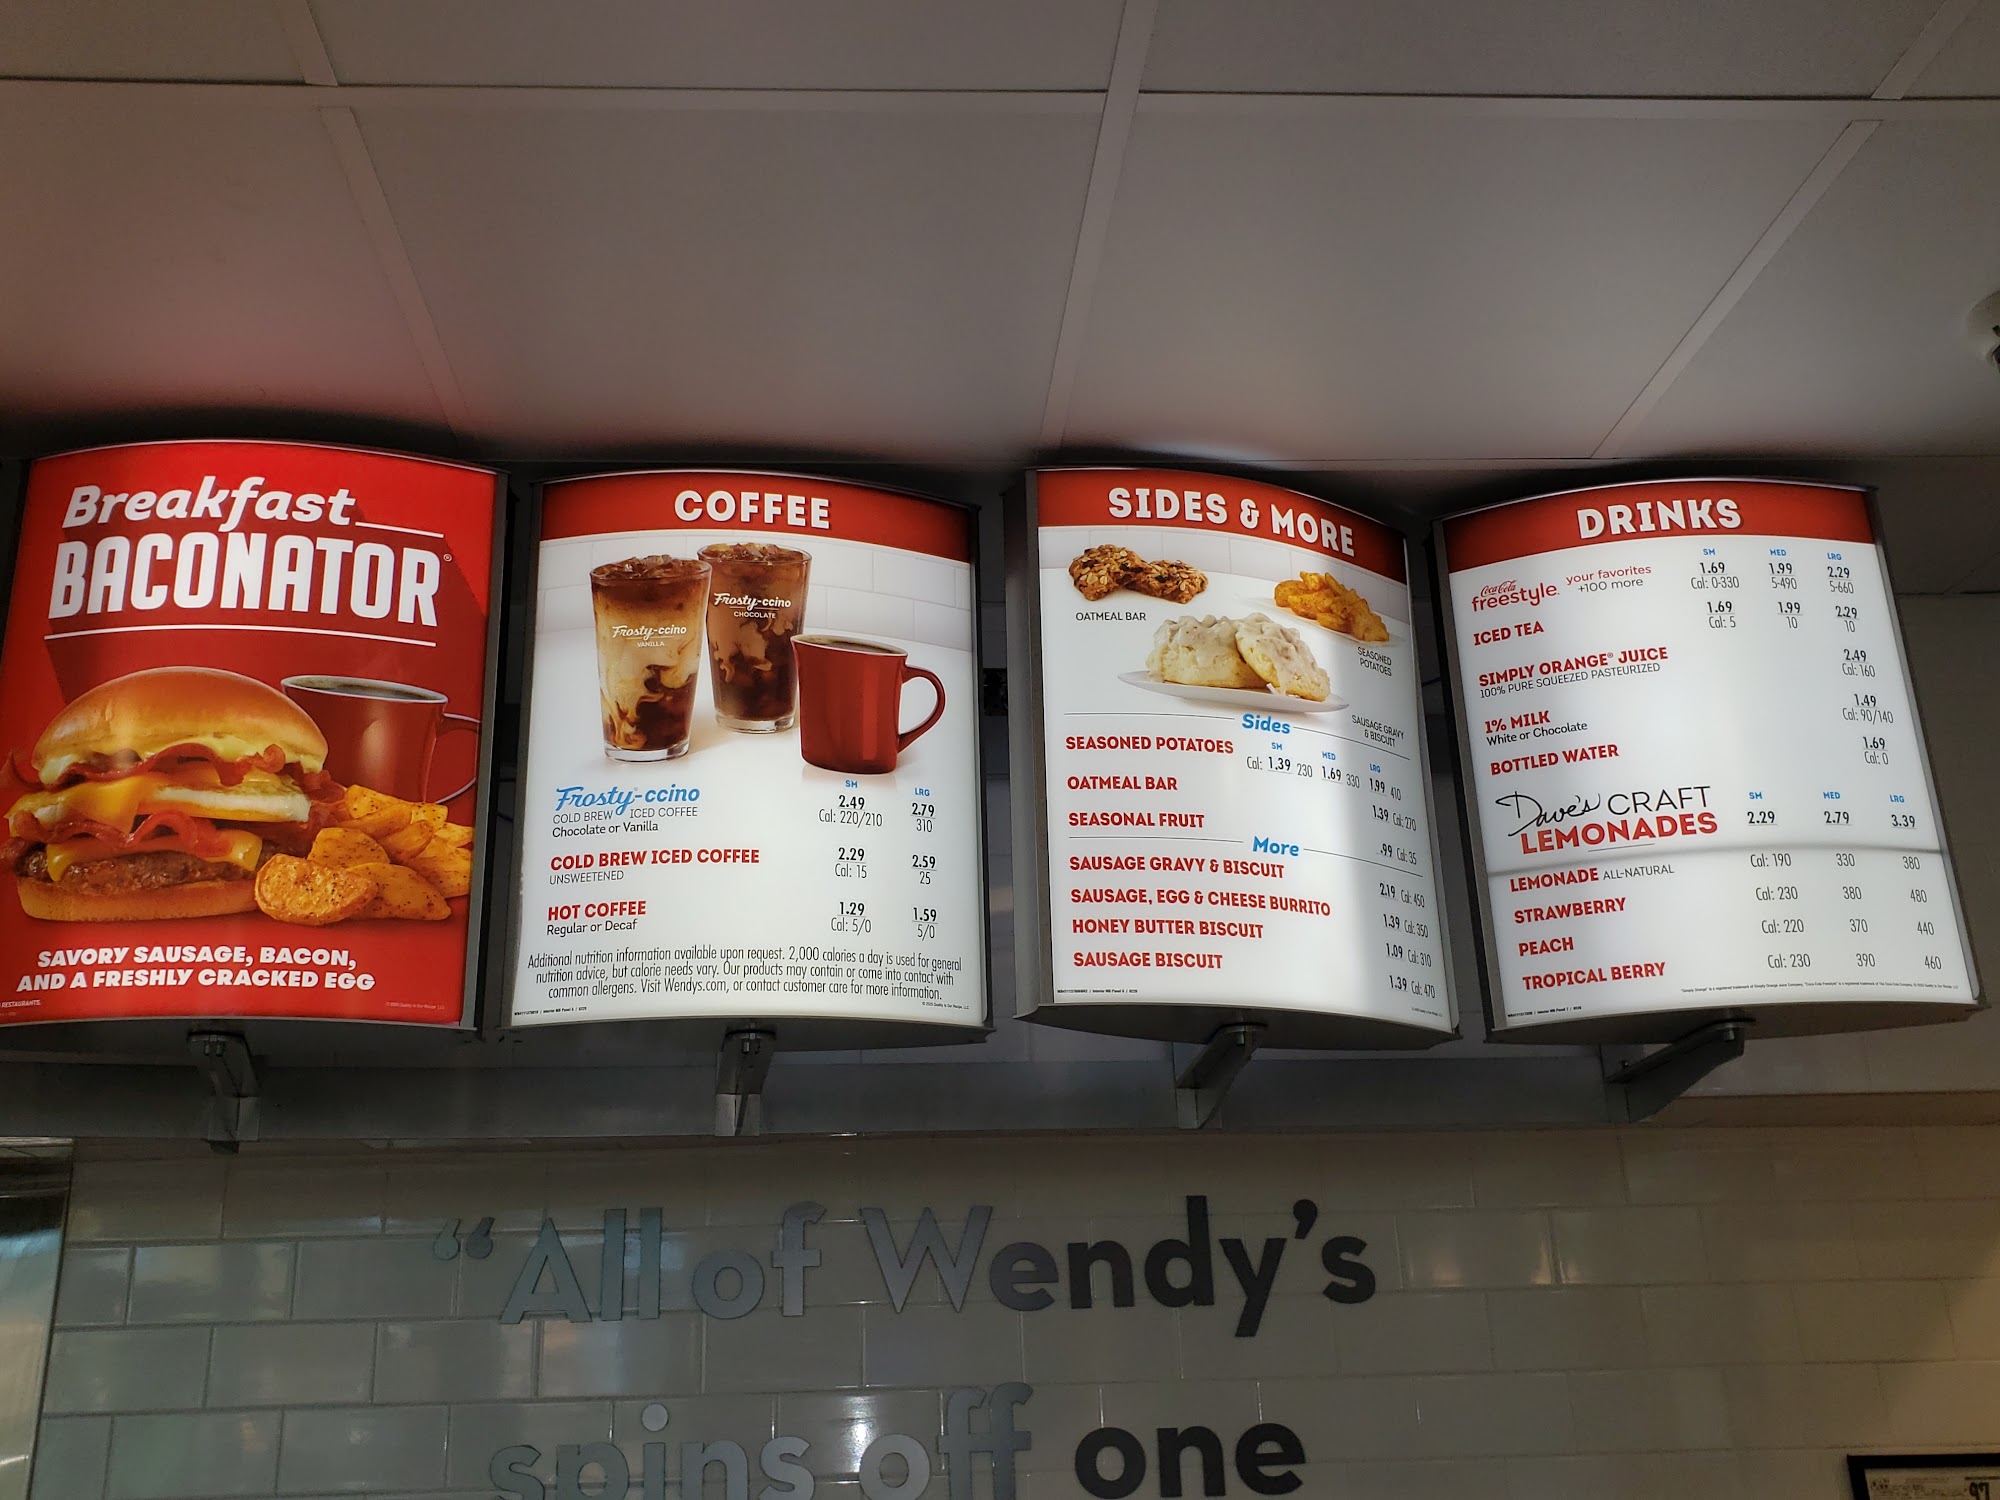 Breakfast
BACONATOR®
SAVORY SAUSAGE, BACON,
AND A FRESHLY CRACKED EGG
COFFEE
Frosty-ccino
VANILLA
Frosty-ccino
CHOCOLATE
SM LRG
Frosty-ccino 2.49 2.79
COLD BREW ICED COFFEE Cal: 220/210 310
Chocolate or Vanilla
COLD BREW ICED COFFEE 2.29 2.59
UNSWEETENED Cal: 15 25
HOT COFFEE 1.29 1.59
Regular or Decaf Cal: 5/0 5/0
Additional nutrition information available upon request. 2,000 calories a day is used for general
nutrition advice, but calorie needs vary. Our products may contain or come into contact with
common allergens. Visit Wendys.com, or contact customer care for more information.
SIDES & MORE
OATMEAL BAR
SEASONED
POTATOES
SAUSAGE GRAVY
& BISCUIT
Sides
SM MED LRG
SEASONED POTATOES Cal: 1.39 230 1.69 330 1.99 410
OATMEAL BAR 1.39 Cal: 270
SEASONAL FRUIT .99 Cal: 35
More
SAUSAGE GRAVY & BISCUIT 2.19 Cal: 450
SAUSAGE, EGG & CHEESE BURRITO 1.39 Cal: 350
HONEY BUTTER BISCUIT 1.09 Cal: 310
SAUSAGE BISCUIT 1.39 Cal: 470
DRINKS
SM MED LRG
Coca-Cola freestyle. your favorites +100 more 1.69 1.99 2.29
Cal: 0-330 5-490 5-660
ICED TEA 1.69 1.99 2.29
Cal: 5 10 10
SIMPLY ORANGE® JUICE 2.49
100% PURE SQUEEZED PASTEURIZED Cal: 160
1% MILK 1.49
White or Chocolate Cal: 90/140
BOTTLED WATER 1.69
Cal: 0
SM MED LRG
Dave's CRAFT
LEMONADES 2.29 2.79 3.39
LEMONADE ALL-NATURAL Cal: 190 330 380
STRAWBERRY Cal: 230 380 480
PEACH Cal: 220 370 440
TROPICAL BERRY Cal: 230 390 460
"All of Wendy's
spins off one